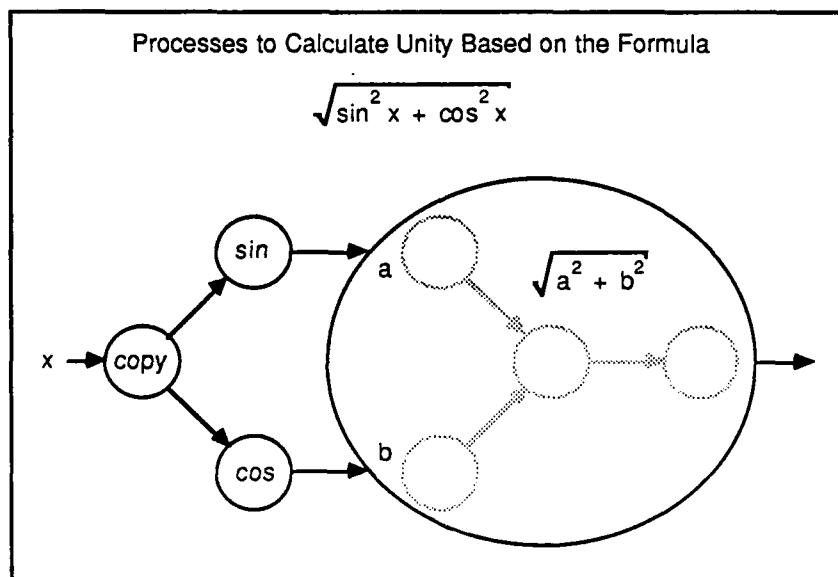 Processes to Calculate Unity Based on the Formula
√sin² x + cos² x
sin
a
√a² + b²
x
copy
b
cos